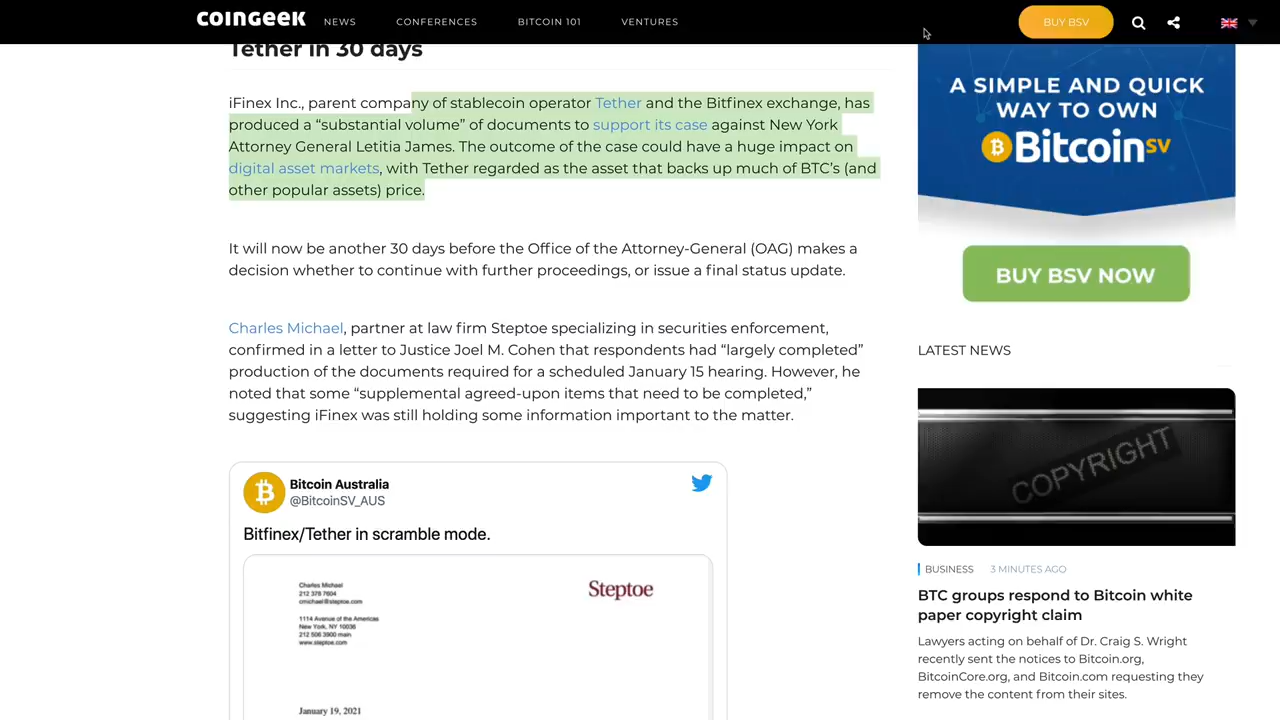 COINGEEK
NEWS
CONFERENCES
BITCOIN 101
VENTURES
BUY BSV
Tether in 30 days
iFinex Inc., parent company of stablecoin operator Tether and the Bitfinex exchange, has
produced a “substantial volume” of documents to support its case against New York
Attorney General Letitia James. The outcome of the case could have a huge impact on
digital asset markets, with Tether regarded as the asset that backs up much of BTC’s (and
other popular assets) price.
It will now be another 30 days before the Office of the Attorney-General (OAG) makes a
decision whether to continue with further proceedings, or issue a final status update.
Charles Michael, partner at law firm Steptoe specializing in securities enforcement,
confirmed in a letter to Justice Joel M. Cohen that respondents had “largely completed”
production of the documents required for a scheduled January 15 hearing. However, he
noted that some “supplemental agreed-upon items that need to be completed,”
suggesting iFinex was still holding some information important to the matter.
Bitcoin Australia
@BitcoinSV_AUS
Bitfinex/Tether in scramble mode.
Charles Michael
212 378 7604
cmichael@steptoe.com
Steptoe
1114 Avenue of the Americas
New York, NY 10036
212 506 3900 main
www.steptoe.com
January 19, 2021
A SIMPLE AND QUICK
WAY TO OWN
BitcoinSV
BUY BSV NOW
LATEST NEWS
COPYRIGHT
BUSINESS 3 MINUTES AGO
BTC groups respond to Bitcoin white
paper copyright claim
Lawyers acting on behalf of Dr. Craig S. Wright
recently sent the notices to Bitcoin.org,
BitcoinCore.org, and Bitcoin.com requesting they
remove the content from their sites.